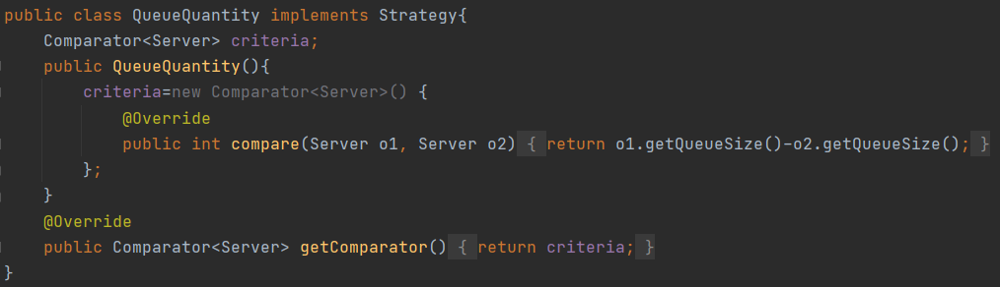 public class QueueQuantity implements Strategy{
    Comparator<Server> criteria;
    public QueueQuantity(){
        criteria=new Comparator<Server>() {
            @Override
            public int compare(Server o1, Server o2) { return o1.getQueueSize()-o2.getQueueSize(); }
        };
    }
    @Override
    public Comparator<Server> getComparator() { return criteria; }
}